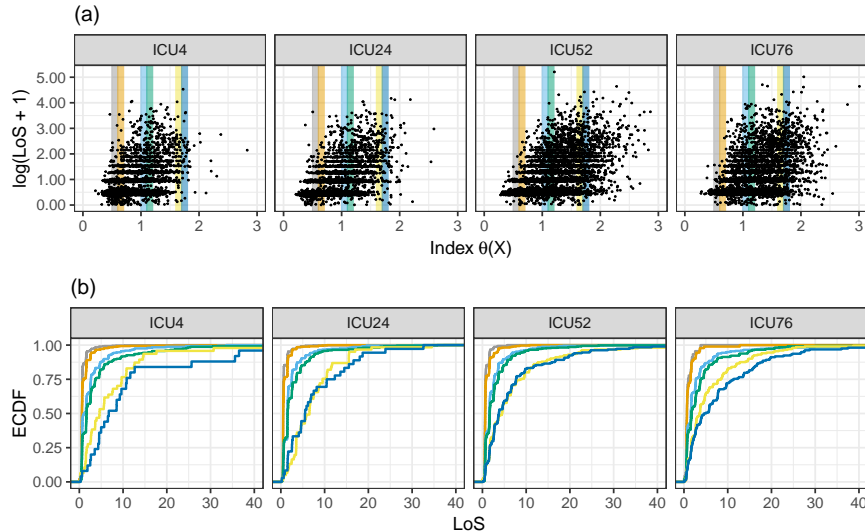 (a)
ICU4 ICU24 ICU52 ICU76
5.00
4.00
3.00
2.00
1.00
0.00
log(LoS + 1)
0 1 2 3 0 1 2 3 0 1 2 3 0 1 2 3
Index θ(X)
(b)
ICU4 ICU24 ICU52 ICU76
1.00
0.75
0.50
0.25
0.00
ECDF
0 10 20 30 40 0 10 20 30 40 0 10 20 30 40 0 10 20 30 40
LoS